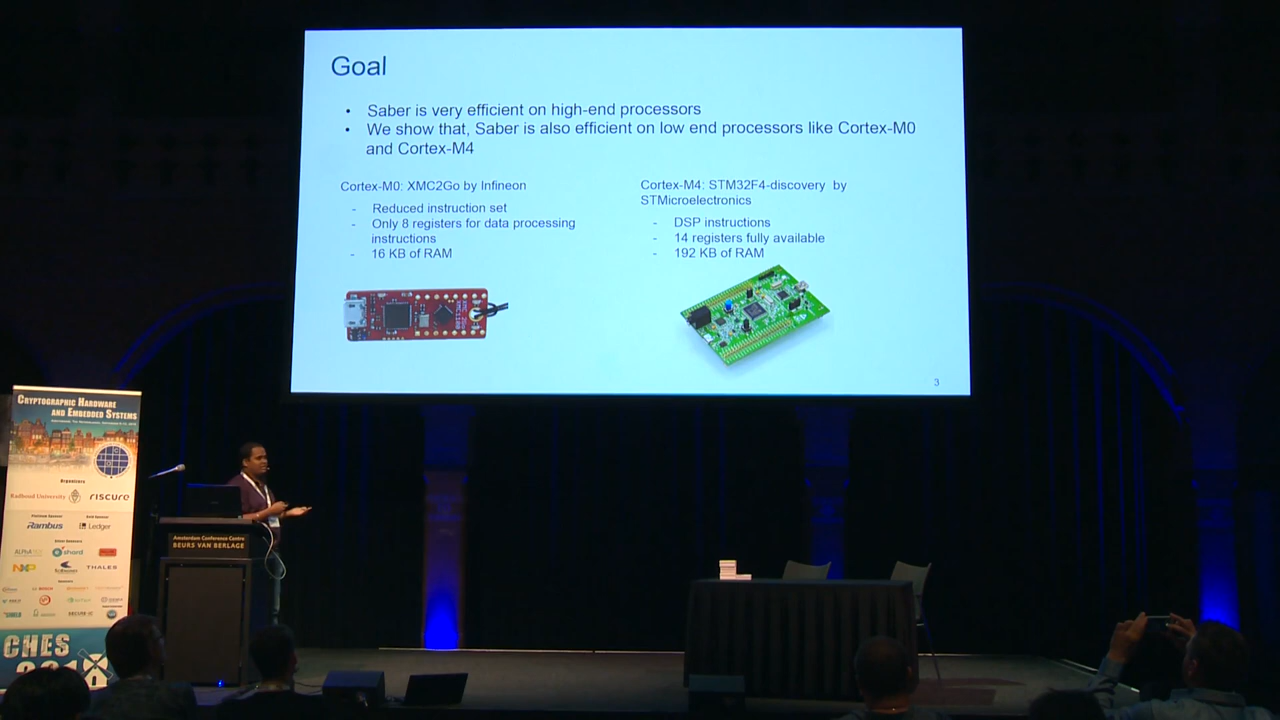 Goal
• Saber is very efficient on high-end processors
• We show that, Saber is also efficient on low end processors like Cortex-M0
and Cortex-M4
Cortex-M0: XMC2Go by Infineon
- Reduced instruction set
- Only 8 registers for data processing
instructions
- 16 KB of RAM
Cortex-M4: STM32F4-discovery by
STMicroelectronics
- DSP instructions
- 14 registers fully available
- 192 KB of RAM
3
CRYPTOGRAPHIC HARDWARE
AND EMBEDDED SYSTEMS
Organizers
Radboud University
riscure
Rambus
Ledger
eshard
NXP
THALES
CHES
Amsterdam Conference Centre
BEURS VAN BERLAGE